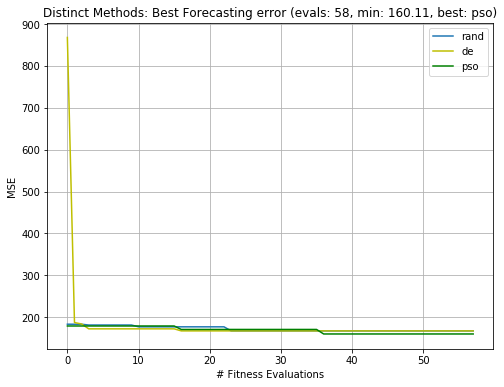 Distinct Methods: Best Forecasting error (evals: 58, min: 160.11, best: pso)
rand
de
pso
900
800
700
600
500
400
300
200
MSE
0 10 20 30 40 50
# Fitness Evaluations